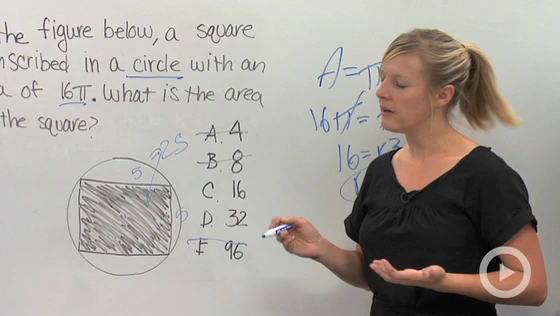 the figure below, a square
nscribed in a circle with an
a of 16π. What is the area
the square?
A. 4
B. 8
C. 16
D. 32
E 96
S
S
A=π
16π=
16=r²